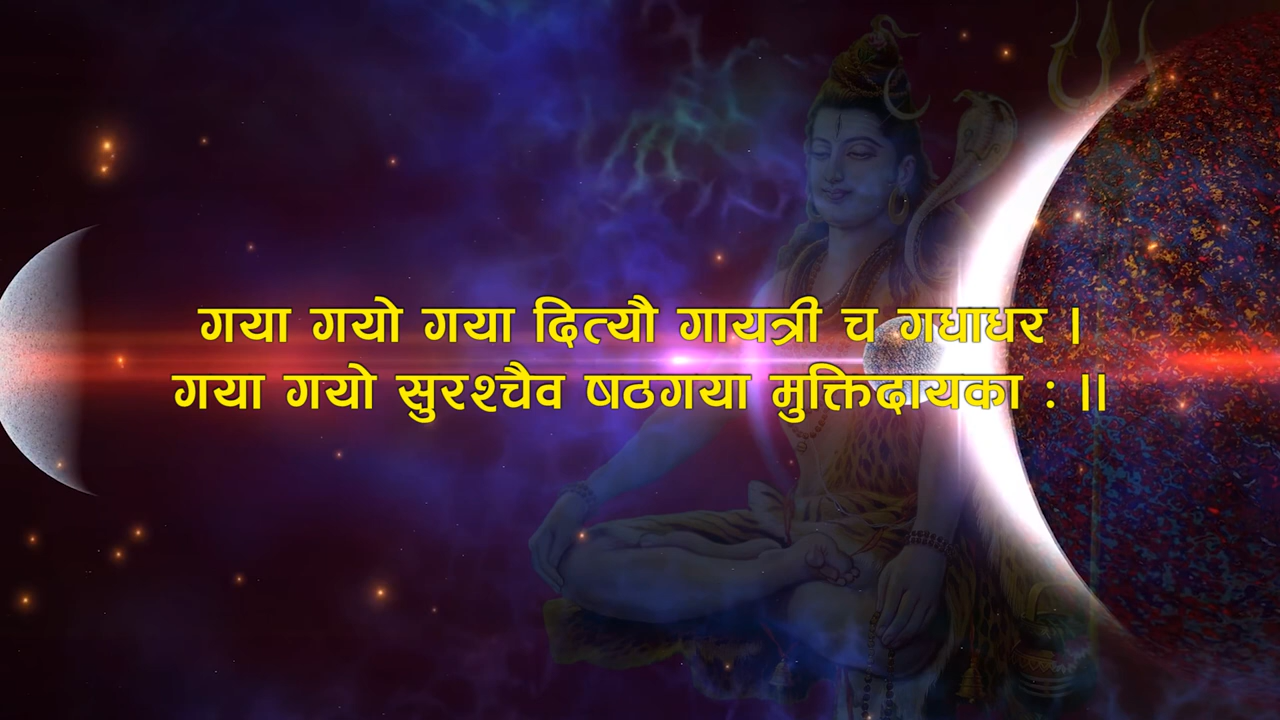 गया गयो गया दित्यौ गायत्री च गधाधर ।
गया गयो सुरश्चैव षठगया मुक्तिदायका : ।।